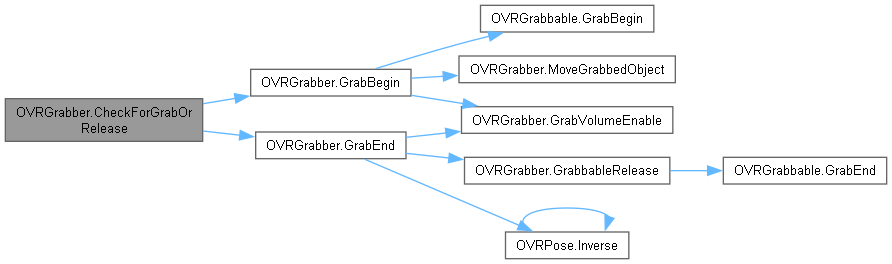 OVRGrabbable.GrabBegin
OVRGrabber.GrabBegin
OVRGrabber.MoveGrabbedObject
OVRGrabber.CheckForGrabOr
Release
OVRGrabber.GrabVolumeEnable
OVRGrabber.GrabEnd
OVRGrabber.GrabbableRelease
OVRGrabbable.GrabEnd
OVRPose.Inverse